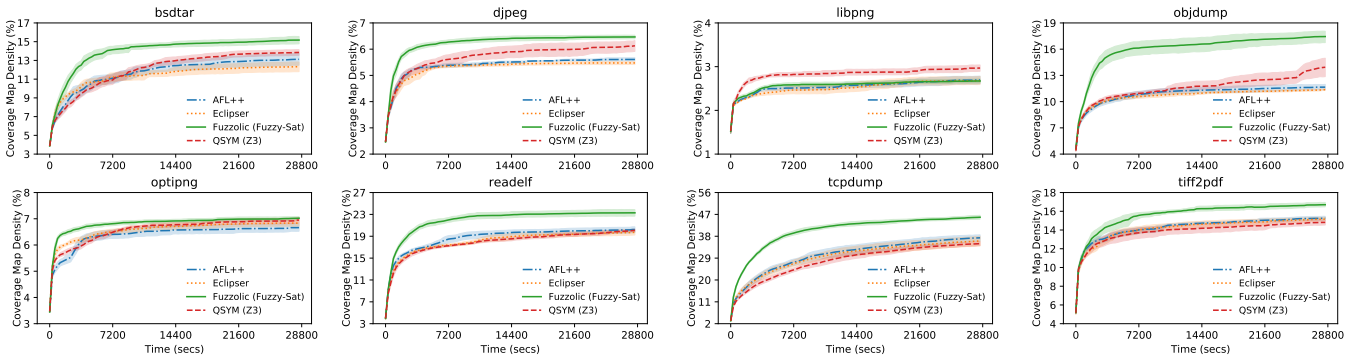 bsdtar
Coverage Map Density (%)
17
15
13
11
9
7
5
3
AFL++
Eclipser
Fuzzolic (Fuzzy-Sat)
QSYM (Z3)
0 7200 14400 21600 28800
djpeg
Coverage Map Density (%)
7
6
5
4
3
2
AFL++
Eclipser
Fuzzolic (Fuzzy-Sat)
QSYM (Z3)
0 7200 14400 21600 28800
libpng
Coverage Map Density (%)
4
3
2
1
AFL++
Eclipser
Fuzzolic (Fuzzy-Sat)
QSYM (Z3)
0 7200 14400 21600 28800
objdump
Coverage Map Density (%)
19
16
13
10
7
4
AFL++
Eclipser
Fuzzolic (Fuzzy-Sat)
QSYM (Z3)
0 7200 14400 21600 28800
optipng
Coverage Map Density (%)
8
7
6
5
4
3
AFL++
Eclipser
Fuzzolic (Fuzzy-Sat)
QSYM (Z3)
0 7200 14400 21600 28800
Time (secs)
readelf
Coverage Map Density (%)
27
23
19
15
11
7
3
AFL++
Eclipser
Fuzzolic (Fuzzy-Sat)
QSYM (Z3)
0 7200 14400 21600 28800
Time (secs)
tcpdump
Coverage Map Density (%)
56
47
38
29
20
11
2
AFL++
Eclipser
Fuzzolic (Fuzzy-Sat)
QSYM (Z3)
0 7200 14400 21600 28800
Time (secs)
tiff2pdf
Coverage Map Density (%)
18
16
14
12
10
8
6
4
AFL++
Eclipser
Fuzzolic (Fuzzy-Sat)
QSYM (Z3)
0 7200 14400 21600 28800
Time (secs)